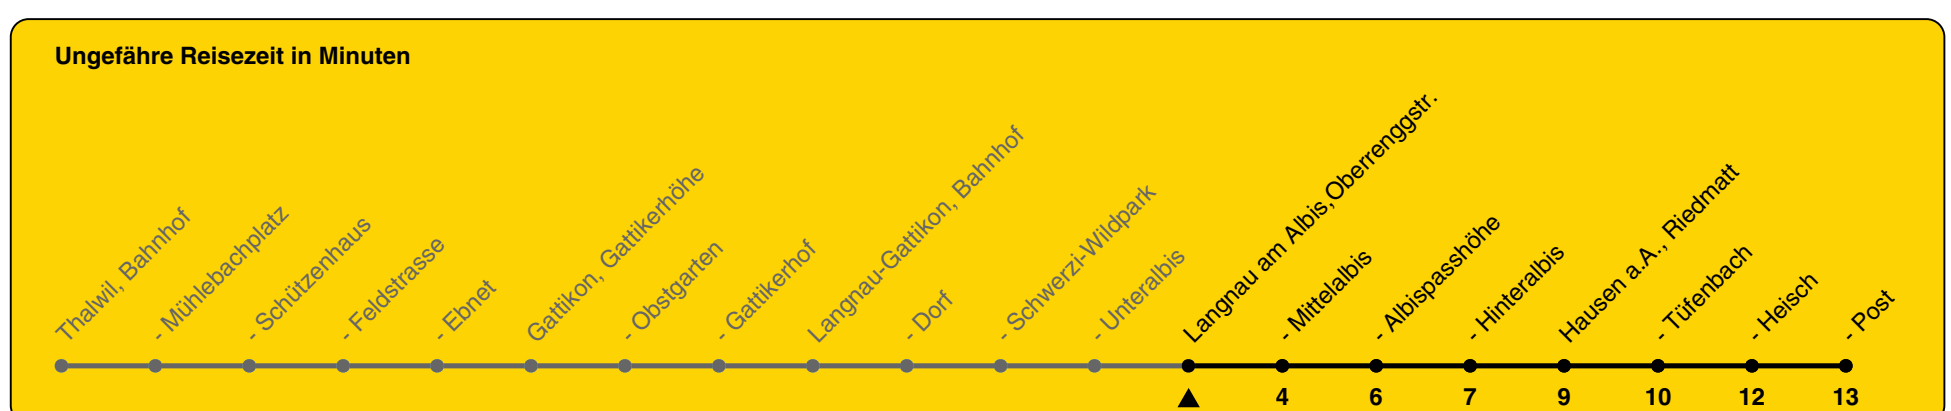 Ungefähre Reisezeit in Minuten
Thalwil, Bahnhof
- Mühlebachplatz
- Schützenhaus
- Feldstrasse
- Ebnet
Gattikon, Gattikerhöhe
- Obstgarten
- Gattikerhof
Langnau-Gattikon, Bahnhof
- Dorf
- Schwerzi-Wildpark
- Unteralbis
Langnau am Albis,Oberrenggstr.
- Mittelalbis
- Albispasshöhe
- Hinteralbis
Hausen a.A., Riedmatt
- Tüfenbach
- Heisch
- Post
4 6 7 9 10 12 13